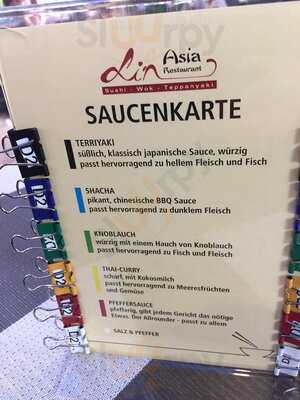 Lin Asia
Restaurant
Sushi - Wok - Teppanyaki
SAUCENKARTE
TERRIYAKI
süßlich, klassisch japanische Sauce, würzig
passt hervorragend zu hellem Fleisch und Fisch
SHACHA
pikant, chinesische BBQ Sauce
passt hervorragend zu dunklem Fleisch
KNOBLAUCH
würzig mit einem Hauch von Knoblauch
passt hervorragend zu Fisch und Fleisch
THAI-CURRY
scharf, mit Kokosmilch
passt hervorragend zu Meeresfrüchten
und Gemüse
PFEFFERSAUCE
pfefferig, gibt jedem Gericht das nötige
Etwas. Der Allrounder - passt zu allem
SALZ & PFEFFER